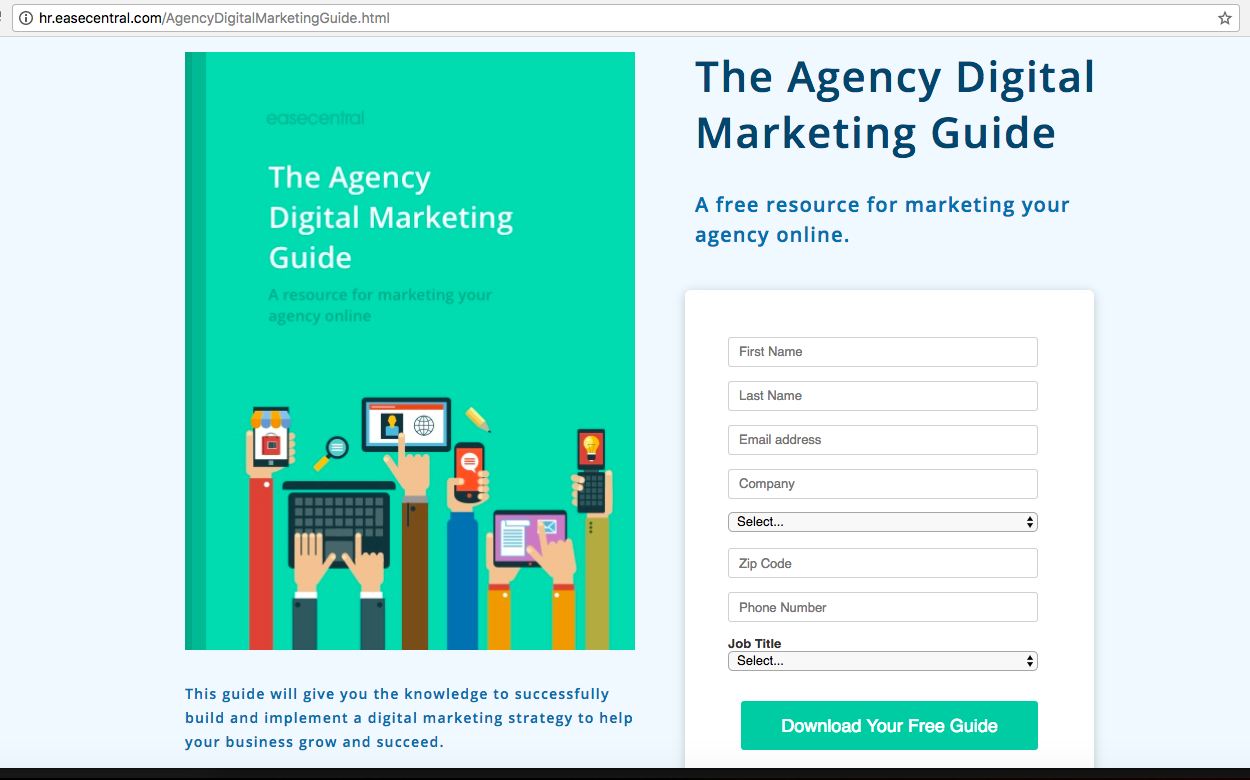 hr.easecentral.com/AgencyDigitalMarketingGuide.html
easecentral
The Agency
Digital Marketing
Guide
A resource for marketing your
agency online
This guide will give you the knowledge to successfully
build and implement a digital marketing strategy to help
your business grow and succeed.
The Agency Digital
Marketing Guide
A free resource for marketing your
agency online.
First Name
Last Name
Email address
Company
Select...
Zip Code
Phone Number
Job Title
Select...
Download Your Free Guide